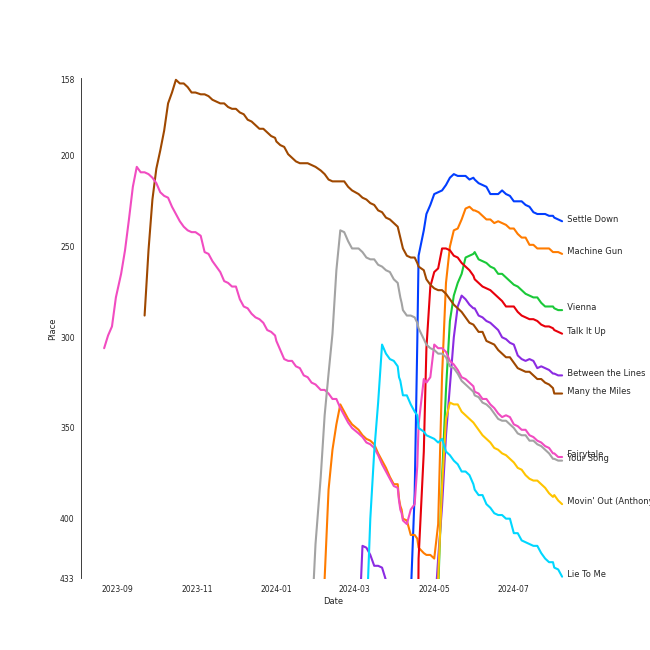 158
200
250
300
350
400
433
Place
2023-09
2023-11
2024-01
2024-03
2024-05
2024-07
Date
Settle Down
Machine Gun
Vienna
Talk It Up
Between the Lines
Many the Miles
Fairytale
Your Song
Movin' Out (Anthony
Lie To Me